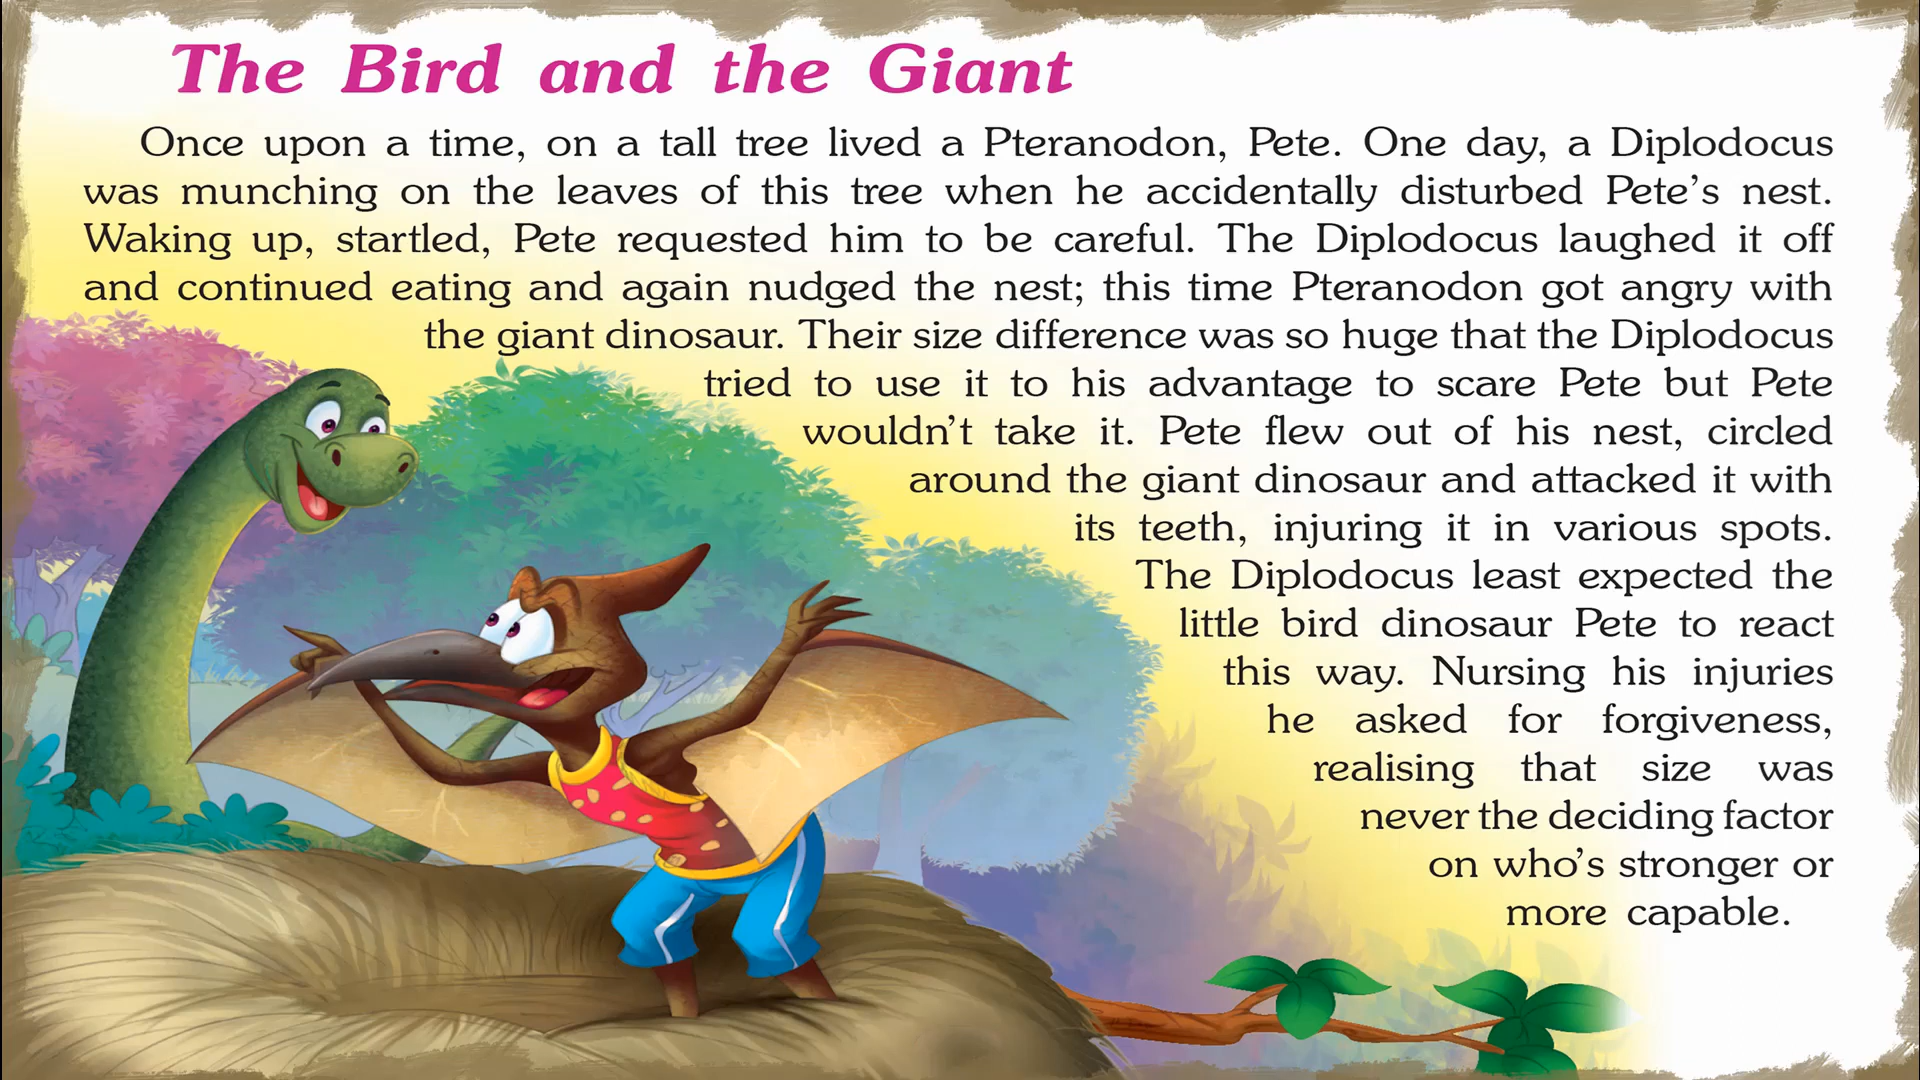 The Bird and the Giant
Once upon a time, on a tall tree lived a Pteranodon, Pete. One day, a Diplodocus
was munching on the leaves of this tree when he accidentally disturbed Pete’s nest.
Waking up, startled, Pete requested him to be careful. The Diplodocus laughed it off
and continued eating and again nudged the nest; this time Pteranodon got angry with
the giant dinosaur. Their size difference was so huge that the Diplodocus
tried to use it to his advantage to scare Pete but Pete
wouldn’t take it. Pete flew out of his nest, circled
around the giant dinosaur and attacked it with
its teeth, injuring it in various spots.
The Diplodocus least expected the
little bird dinosaur Pete to react
this way. Nursing his injuries
he asked for forgiveness,
realising that size was
never the deciding factor
on who’s stronger or
more capable.